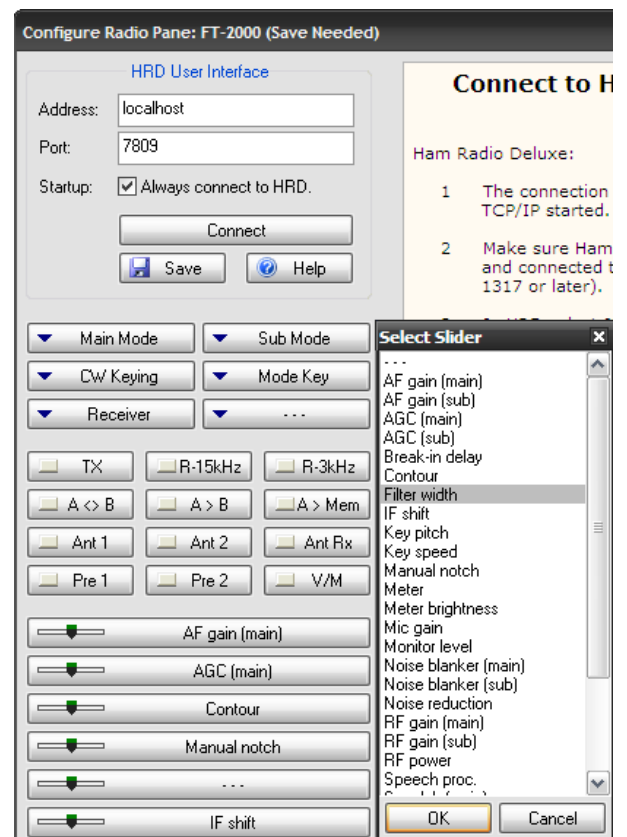 Configure Radio Pane: FT-2000 (Save Needed)
HRD User Interface
Address: localhost
Port: 7809
Startup: Always connect to HRD.
Connect
Save Help
Connect to H
Ham Radio Deluxe:
1 The connection
TCP/IP started.
2 Make sure Ham
and connected t
1317 or later).
Main Mode Sub Mode
CW Keying Mode Key
Receiver ...
TX R-15kHz R-3kHz
A <> B A > B A > Mem
Ant 1 Ant 2 Ant Rx
Pre 1 Pre 2 V/M
AF gain (main)
AGC (main)
Contour
Manual notch
...
IF shift
Select Slider
...
AF gain (main)
AF gain (sub)
AGC (main)
AGC (sub)
Break-in delay
Contour
Filter width
IF shift
Key pitch
Key speed
Manual notch
Meter
Meter brightness
Mic gain
Monitor level
Noise blanker (main)
Noise blanker (sub)
Noise reduction
RF gain (main)
RF gain (sub)
RF power
Speech proc.
OK Cancel